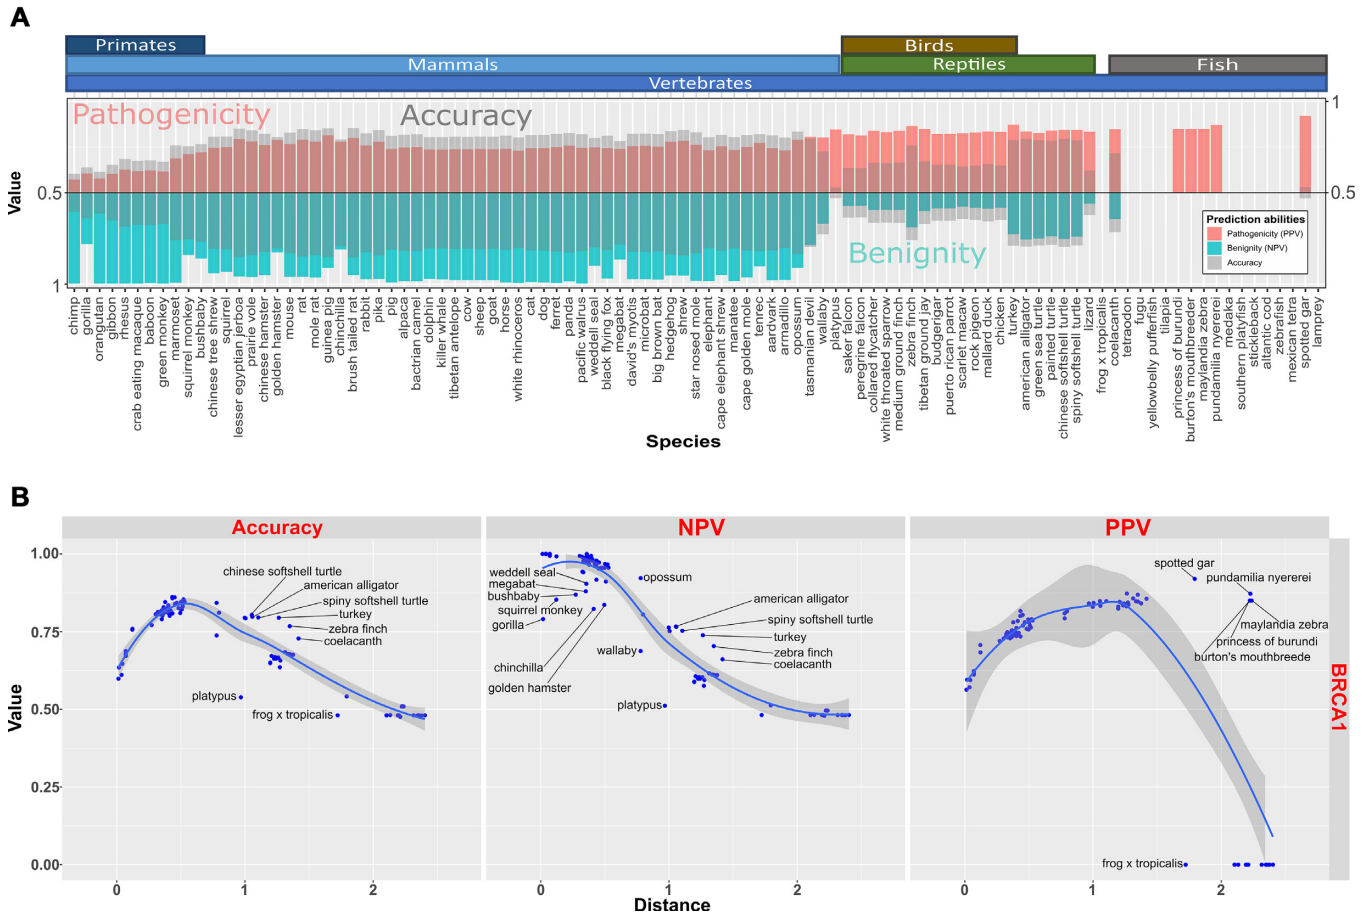 A
Primates
Birds
Mammals
Reptiles
Fish
Vertebrates
Pathogenicity
Accuracy
1
Value
0.5
0.5
Prediction abilities
Pathogenicity (PPV)
Benignity (NPV)
Accuracy
Benignity
1
chimp
gorilla
orangutan
gibbon
rhesus
crab eating macaque
baboon
green monkey
marmoset
squirrel monkey
bushbaby
chinese tree shrew
squirrel
lesser egyptian jerboa
prairie vole
chinese hamster
golden hamster
mouse
rat
mole rat
guinea pig
chinchilla
brush tailed rat
rabbit
pika
pig
alpaca
bactrian camel
dolphin
killer whale
tibetan antelope
cow
sheep
goat
horse
white rhinoceros
cat
dog
ferret
panda
pacific walrus
weddell seal
black flying fox
megabat
david's myotis
microbat
big brown bat
hedgehog
shrew
star nosed mole
elephant
cape elephant shrew
manatee
cape golden mole
tenrec
aardvark
armadillo
opossum
tasmanian devil
wallaby
platypus
saker falcon
peregrine falcon
collared flycatcher
white throated sparrow
medium ground finch
zebra finch
tibetan ground jay
budgerigar
puerto rican parrot
scarlet macaw
rock pigeon
mallard duck
chicken
turkey
american alligator
green sea turtle
painted turtle
chinese softshell turtle
spiny softshell turtle
lizard
frog x tropicalis
coelacanth
tetraodon
fugu
yellowbelly pufferfish
tilapia
princess of burundi
burton's mouthbreeder
maylandia zebra
pundamilia nyererei
medaka
southern platyfish
stickleback
altantic cod
zebrafish
mexican tetra
spotted gar
lamprey
Species
B
Accuracy
NPV
PPV
Value
1.00
0.75
0.50
0.25
0.00
chinese softshell turtle
american alligator
spiny softshell turtle
turkey
zebra finch
coelacanth
platypus
frog x tropicalis
weddell seal
megabat
bushbaby
squirrel monkey
gorilla
chinchilla
golden hamster
opossum
american alligator
spiny softshell turtle
turkey
zebra finch
coelacanth
wallaby
platypus
spotted gar
pundamilia nyererei
maylandia zebra
princess of burundi
burton's mouthbreede
frog x tropicalis
BRCA1
0 1 2
0 1 2
0 1 2
Distance